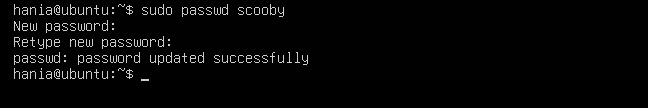 hania@ubuntu:~$ sudo passwd scooby
New password:
Retype new password:
passwd: password updated successfully
hania@ubuntu:~$ _